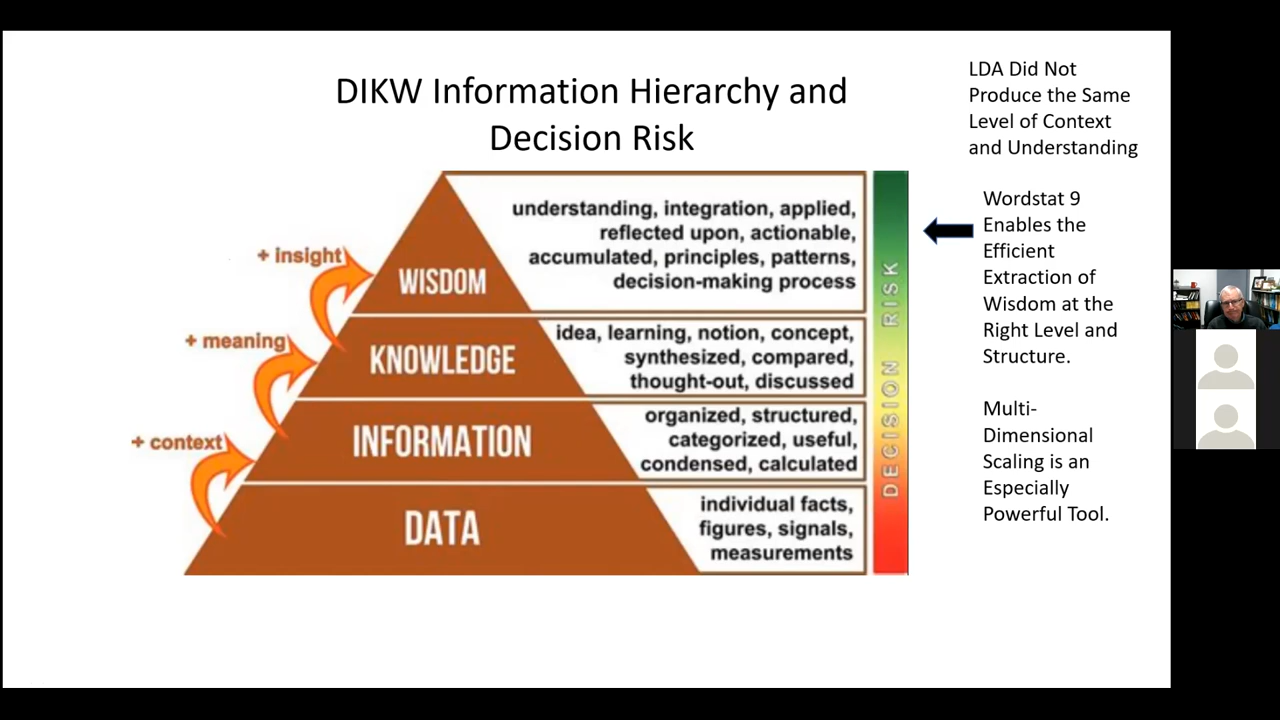 DIKW Information Hierarchy and
Decision Risk
understanding, integration, applied,
reflected upon, actionable,
accumulated, principles, patterns,
decision-making process
+ insight
WISDOM
idea, learning, notion, concept,
synthesized, compared,
thought-out, discussed
+ meaning
KNOWLEDGE
organized, structured,
categorized, useful,
condensed, calculated
+ context
INFORMATION
individual facts,
figures, signals,
measurements
DATA
DECISION RISK
LDA Did Not
Produce the Same
Level of Context
and Understanding
Wordstat 9
Enables the
Efficient
Extraction of
Wisdom at the
Right Level and
Structure.
Multi-
Dimensional
Scaling is an
Especially
Powerful Tool.